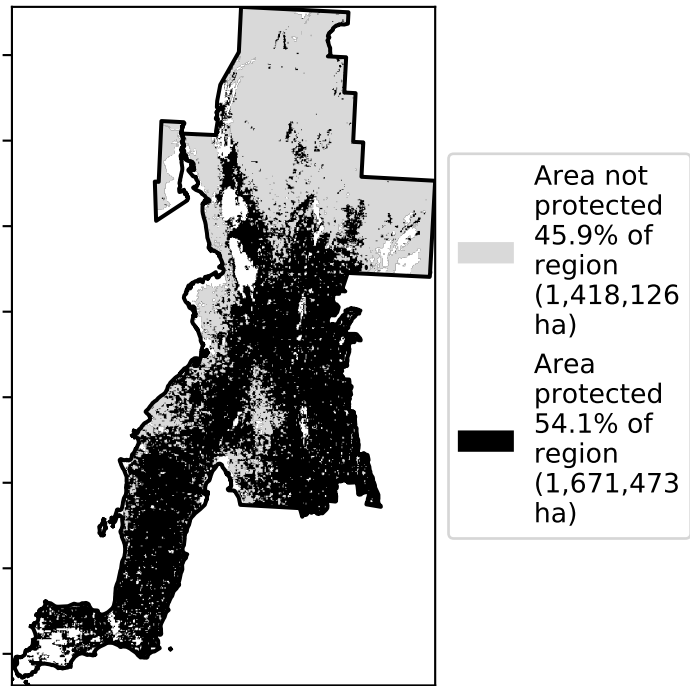 Area not
protected
45.9% of
region
(1,418,126
ha)
Area
protected
54.1% of
region
(1,671,473
ha)